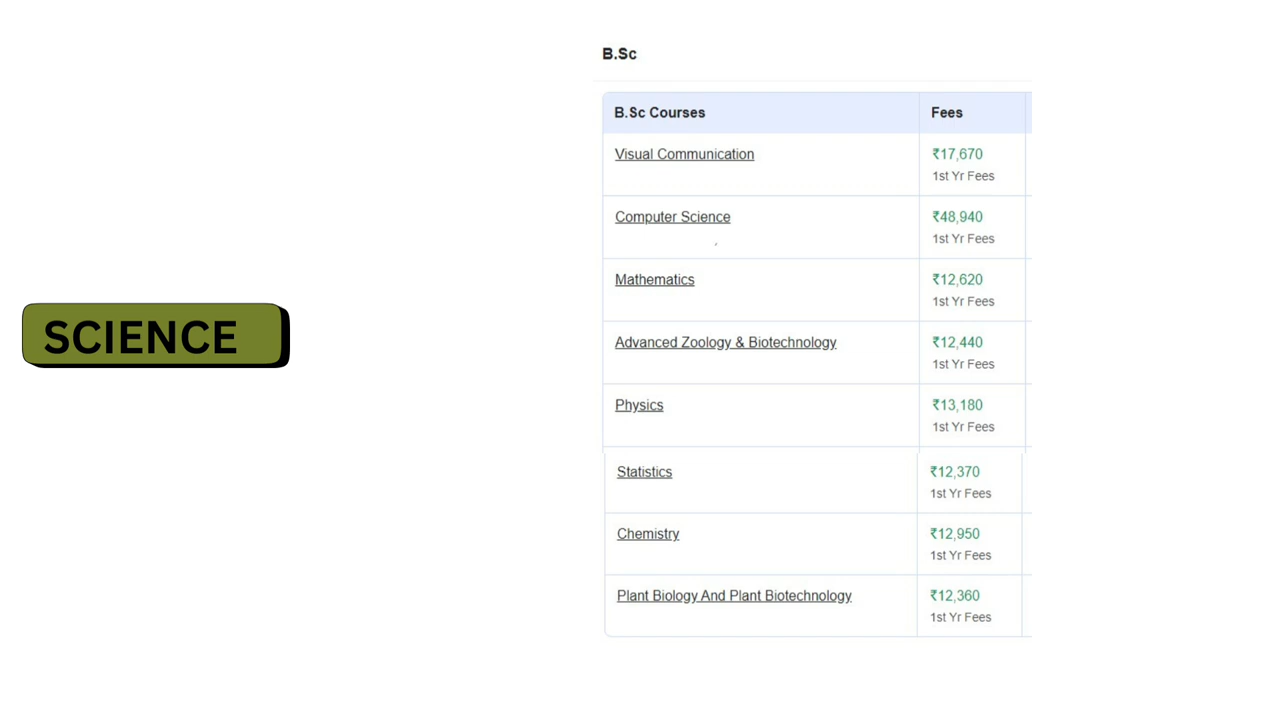 B.Sc
B.Sc Courses Fees
Visual Communication ₹17,670
1st Yr Fees
Computer Science ₹48,940
1st Yr Fees
Mathematics ₹12,620
1st Yr Fees
SCIENCE
Advanced Zoology & Biotechnology ₹12,440
1st Yr Fees
Physics ₹13,180
1st Yr Fees
Statistics ₹12,370
1st Yr Fees
Chemistry ₹12,950
1st Yr Fees
Plant Biology And Plant Biotechnology ₹12,360
1st Yr Fees